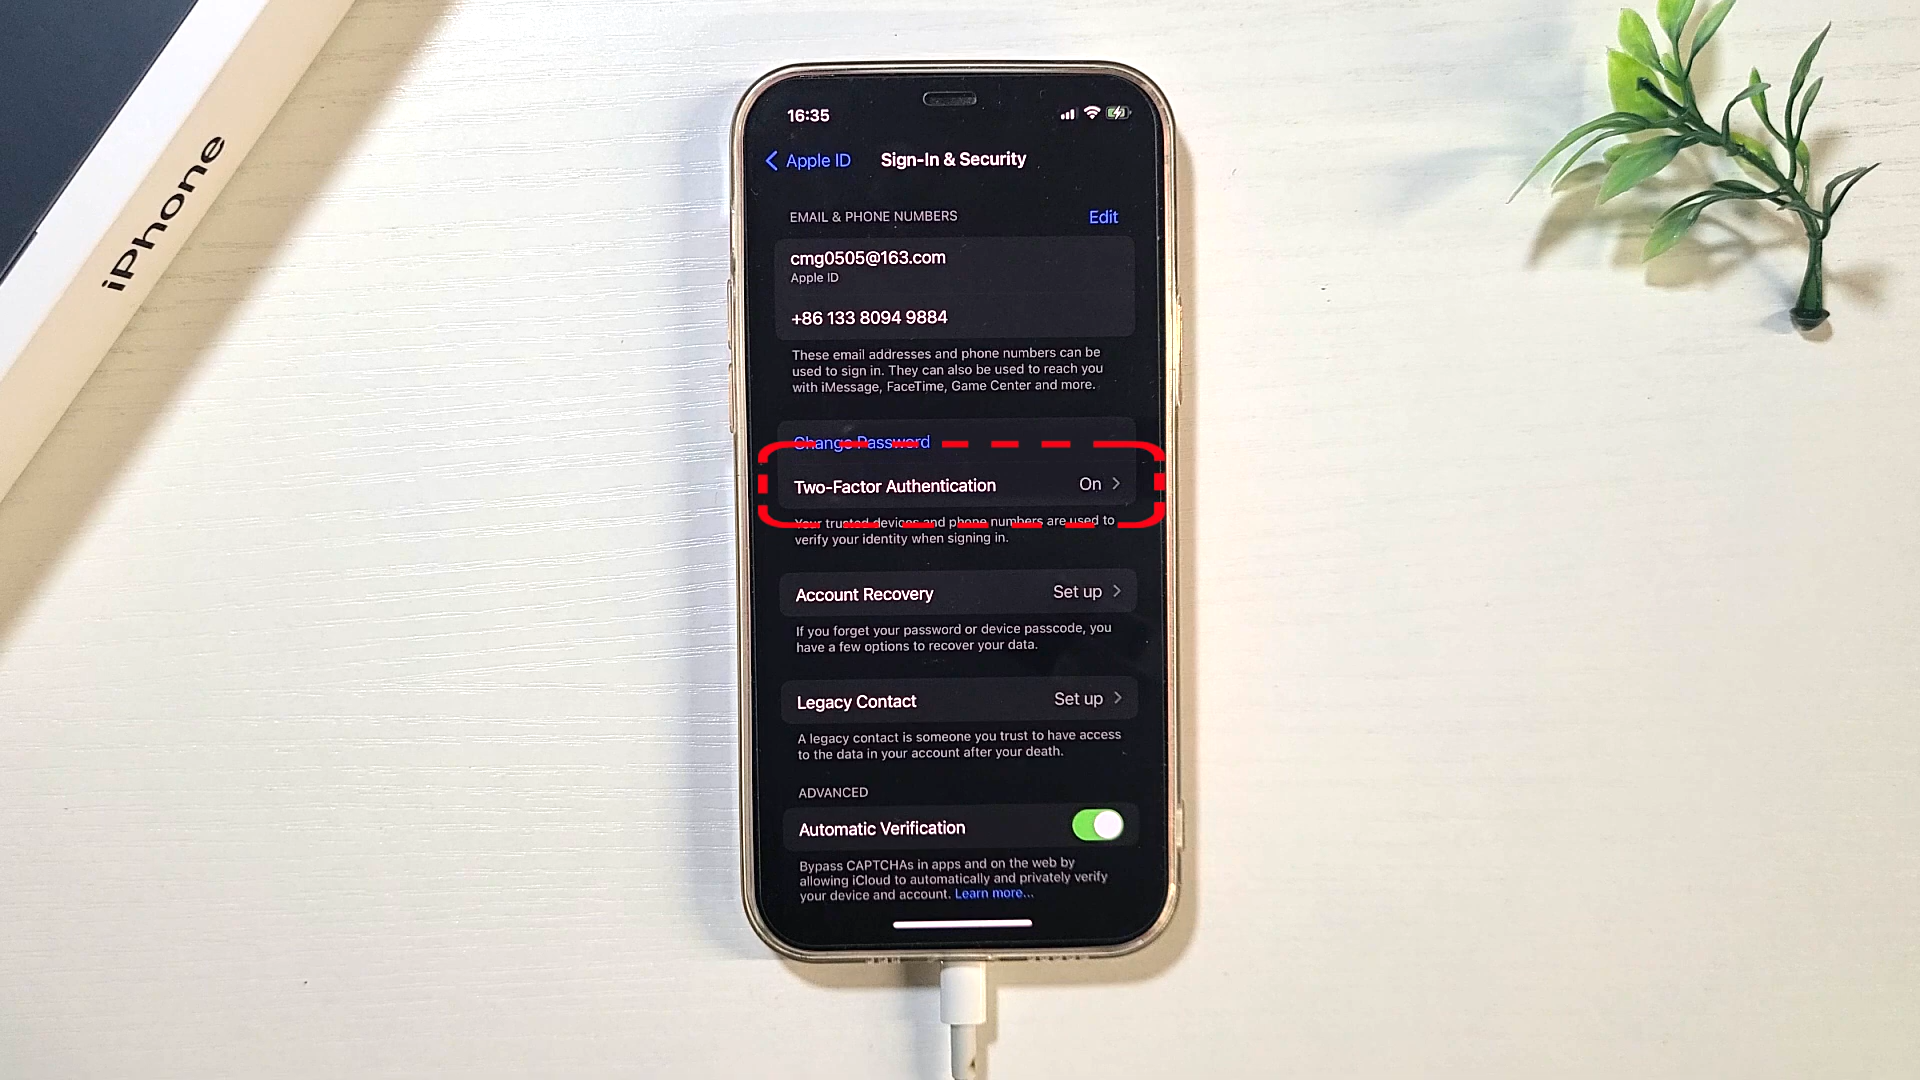 iPhone
16:35
Apple ID
Sign-In & Security
EMAIL & PHONE NUMBERS
Edit
cmg0505@163.com
Apple ID
+86 133 8094 9884
These email addresses and phone numbers can be
used to sign in. They can also be used to reach you
with iMessage, FaceTime, Game Center and more.
Change Password
Two-Factor Authentication
On
Your trusted devices and phone numbers are used to
verify your identity when signing in.
Account Recovery
Set up
If you forget your password or device passcode, you
have a few options to recover your data.
Legacy Contact
Set up
A legacy contact is someone you trust to have access
to the data in your account after your death.
ADVANCED
Automatic Verification
Bypass CAPTCHAs in apps and on the web by
allowing iCloud to automatically and privately verify
your device and account. Learn more...